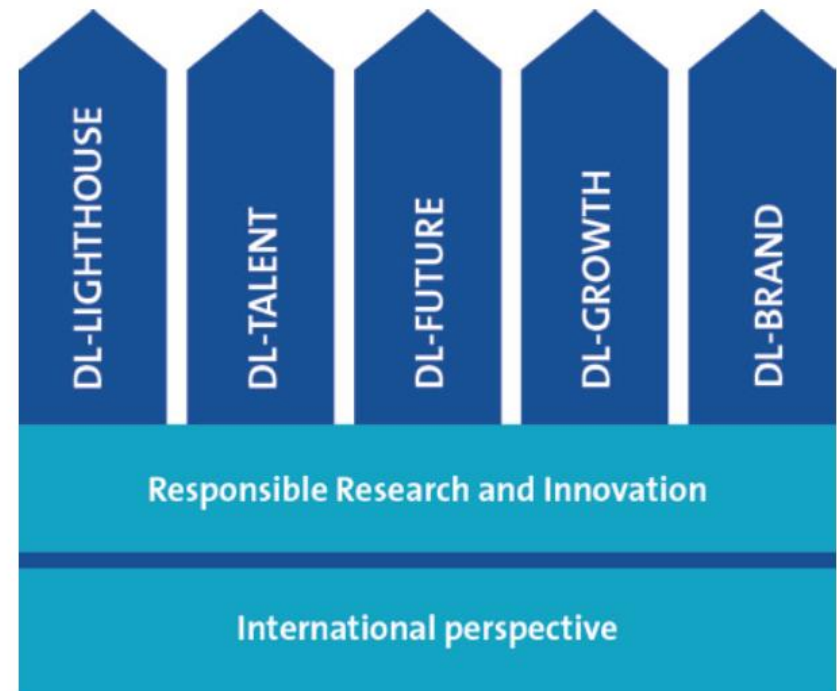 DL-LIGHTHOUSE
DL-TALENT
DL-FUTURE
DL-GROWTH
DL-BRAND
Responsible Research and Innovation
International perspective